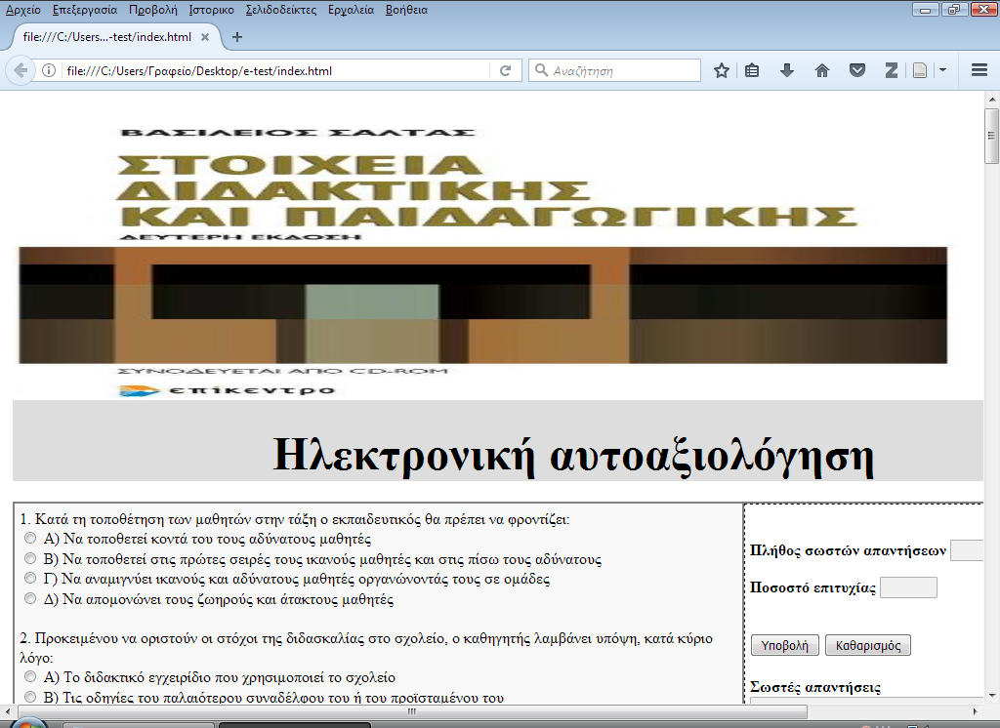 Αρχείο Επεξεργασία Προβολή Ιστορικο Σελιδοδείκτες Εργαλεία Βοήθεια
file:///C:/Users...-test/index.html
file:///C:/Users/Γραφείο/Desktop/e-test/index.html
Αναζήτηση
ΒΑΣΙΛΕΙΟΣ ΣΑΛΤΑΣ
ΣΤΟΙΧΕΙΑ
ΔΙΔΑΚΤΙΚΗΣ
ΚΑΙ ΠΑΙΔΑΓΩΓΙΚΗΣ
ΔΕΥΤΕΡΗ ΕΚΔΟΣΗ
ΣΥΝΟΔΕΥΕΤΑΙ ΑΠΟ CD-ROM
επίκεντρο
Ηλεκτρονική αυτοαξιολόγηση
1. Κατά τη τοποθέτηση των μαθητών στην τάξη ο εκπαιδευτικός θα πρέπει να φροντίζει:
Α) Να τοποθετεί κοντά του τους αδύνατους μαθητές
Β) Να τοποθετεί στις πρώτες σειρές τους ικανούς μαθητές και στις πίσω τους αδύνατους
Γ) Να αναμιγνύει ικανούς και αδύνατους μαθητές οργανώνοντάς τους σε ομάδες
Δ) Να απομονώνει τους ζωηρούς και άτακτους μαθητές
2. Προκειμένου να οριστούν οι στόχοι της διδασκαλίας στο σχολείο, ο καθηγητής λαμβάνει υπόψη, κατά κύριο
λόγο:
Α) Το διδακτικό εγχειρίδιο που χρησιμοποιεί το σχολείο
Β) Τις οδηγίες του παλαιότερου συναδέλφου του ή του προϊσταμένου του
Πλήθος σωστών απαντήσεων
Ποσοστό επιτυχίας
Υποβολή Καθαρισμός
Σωστές απαντήσεις